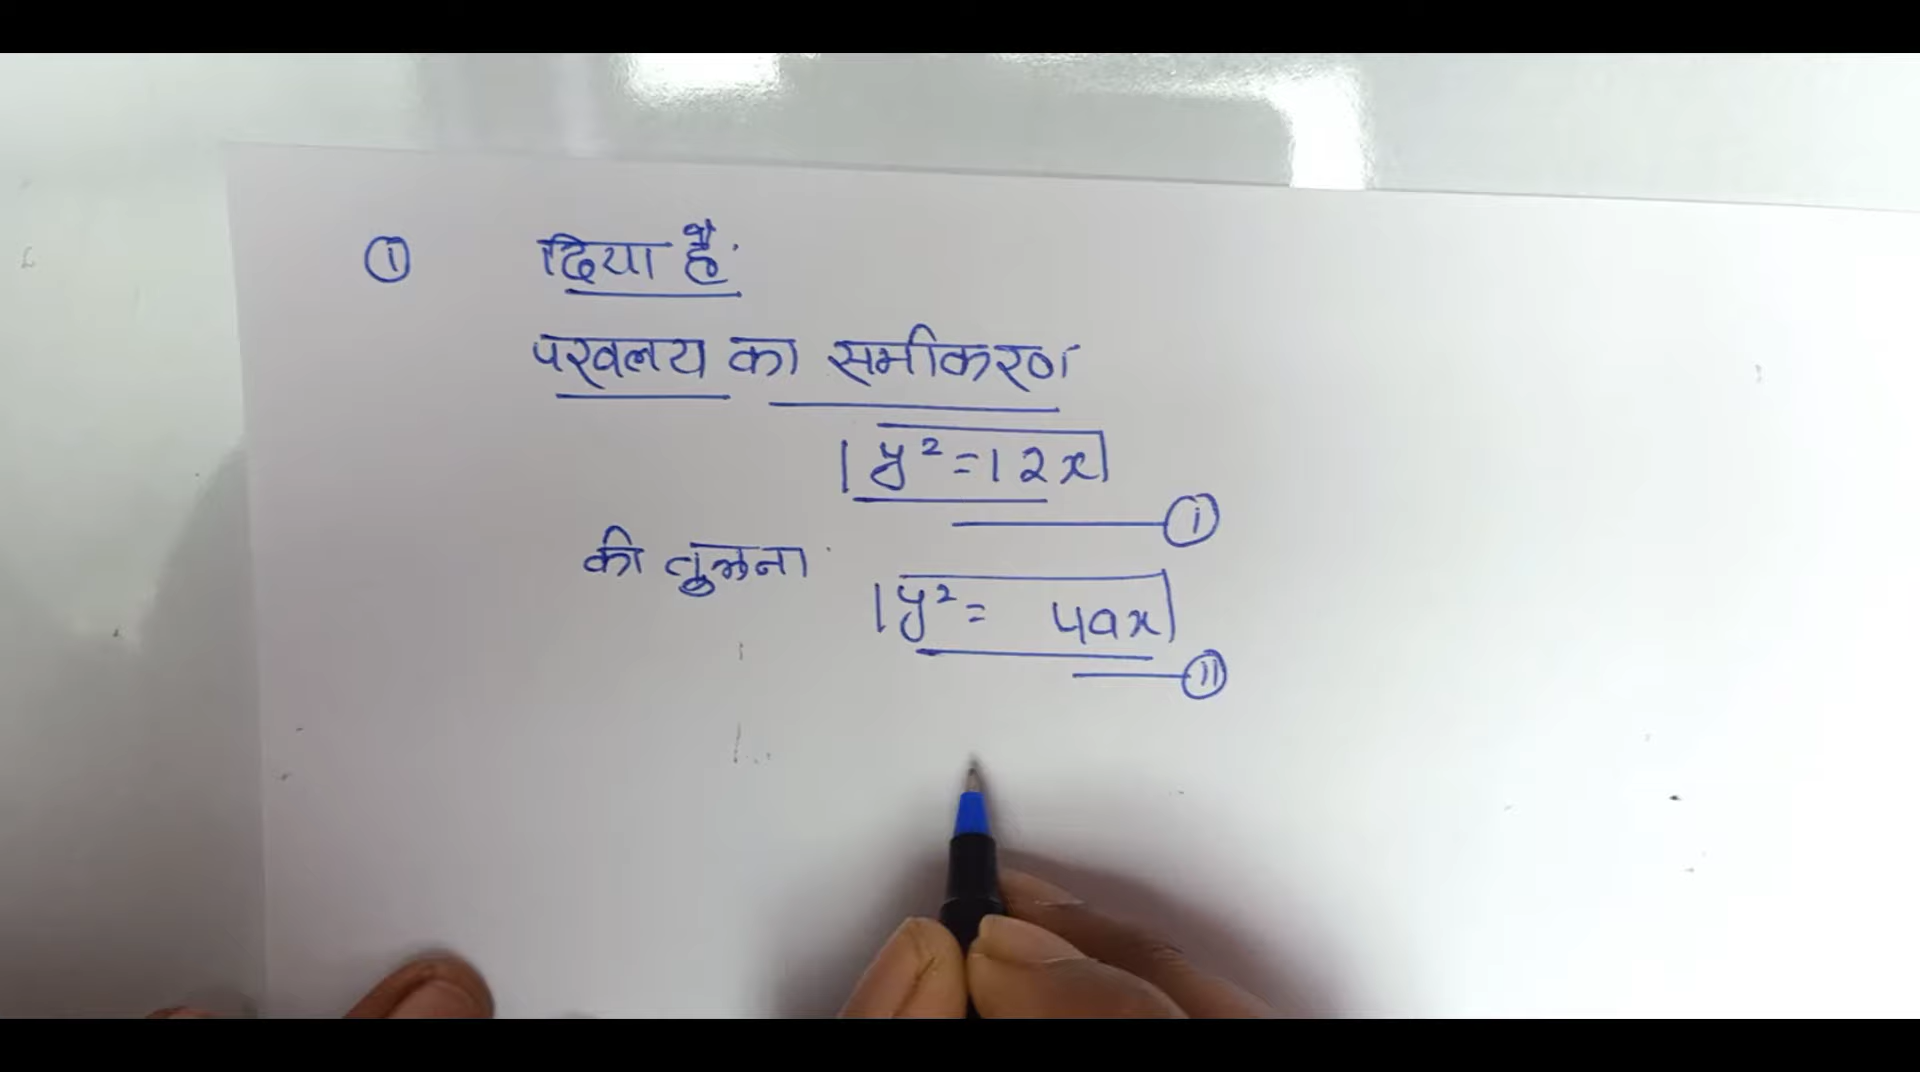 ① दिया है.
परवलय का समीकरण
y² = 12x
ⓘ
की तुलना
y² = 4ax
ⅱ